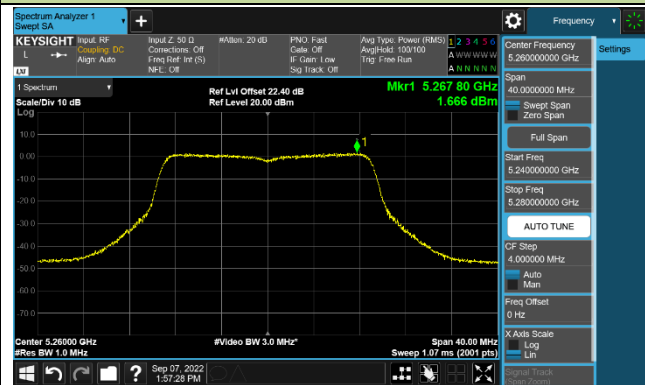 Spectrum Analyzer 1
Swept SA
+
Frequency
KEYSIGHT
L
LXI
Input: RF
Coupling: DC
Align: Auto
Input Z: 50 Ω
Corrections: Off
Freq Ref: Int (S)
NFE: Off
#Atten: 20 dB
PNO: Fast
Gate: Off
IF Gain: Low
Sig Track: Off
Avg Type: Power (RMS)
Avg|Hold: 100/100
Trig: Free Run
1 2 3 4 5 6
A W W W W W
A N N N N N
1 Spectrum
Scale/Div 10 dB
Log
Ref Lvl Offset 22.40 dB
Ref Level 20.00 dBm
Mkr1 5.267 80 GHz
1.666 dBm
1
10.0
0.00
-10.0
-20.0
-30.0
-40.0
-50.0
-60.0
-70.0
Center 5.26000 GHz
#Res BW 1.0 MHz
#Video BW 3.0 MHz*
Span 40.00 MHz
Sweep 1.07 ms (2001 pts)
?
Sep 07, 2022
1:57:28 PM
Center Frequency
5.260000000 GHz
Settings
Span
40.0000000 MHz
Swept Span
Zero Span
Full Span
Start Freq
5.240000000 GHz
Stop Freq
5.280000000 GHz
AUTO TUNE
CF Step
4.000000 MHz
Auto
Man
Freq Offset
0 Hz
X Axis Scale
Log
Lin
Signal Track
(Span Zoom)